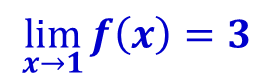 lim f(x) = 3
x→1